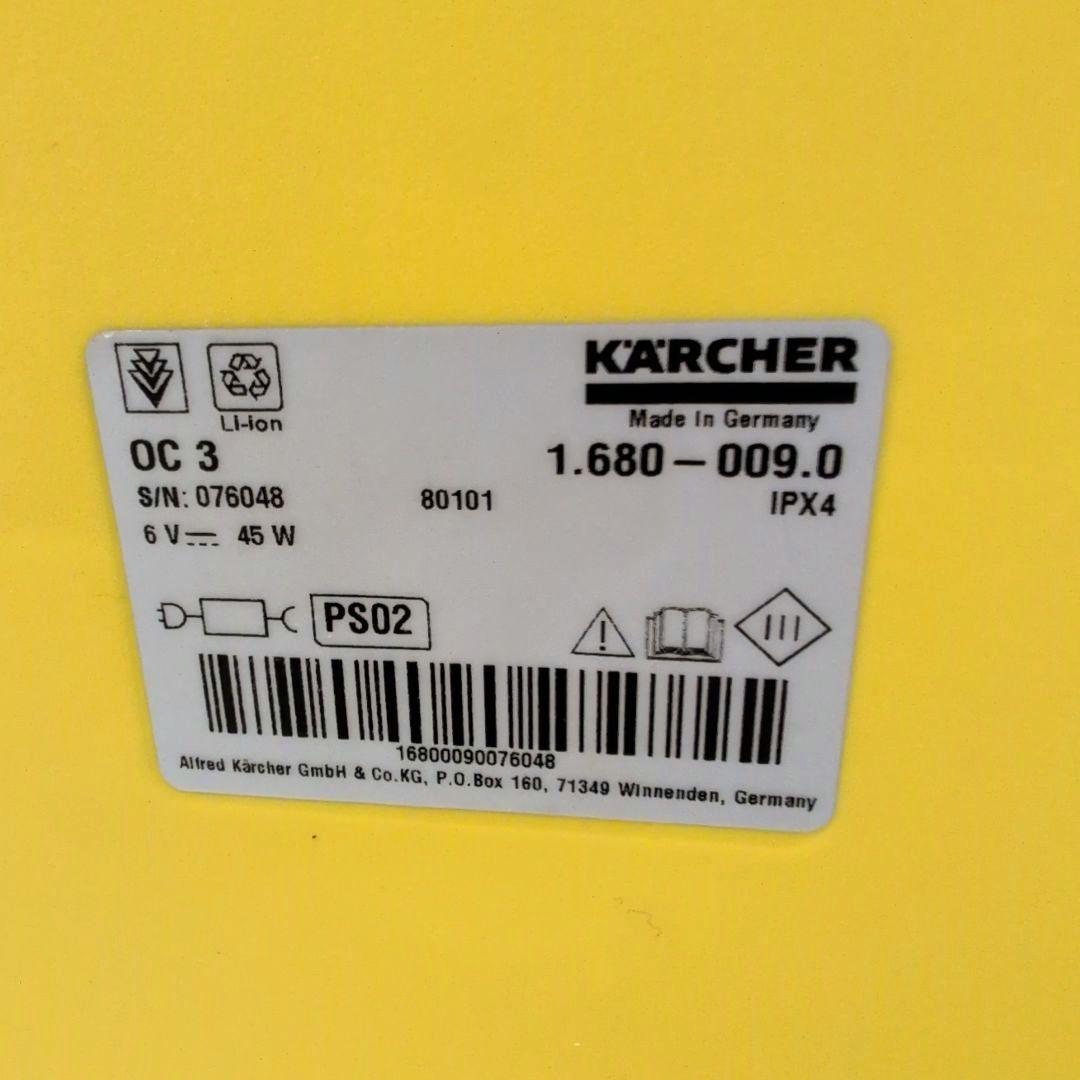 KÄRCHER
Li-ion
Made in Germany
OC 3
1.680-009.0
S/N: 076048 80101 IPX4
6 V⎓ 45 W
PS02
16800090076048
Alfred Kärcher GmbH & Co.KG, P.O.Box 160, 71349 Winnenden, Germany